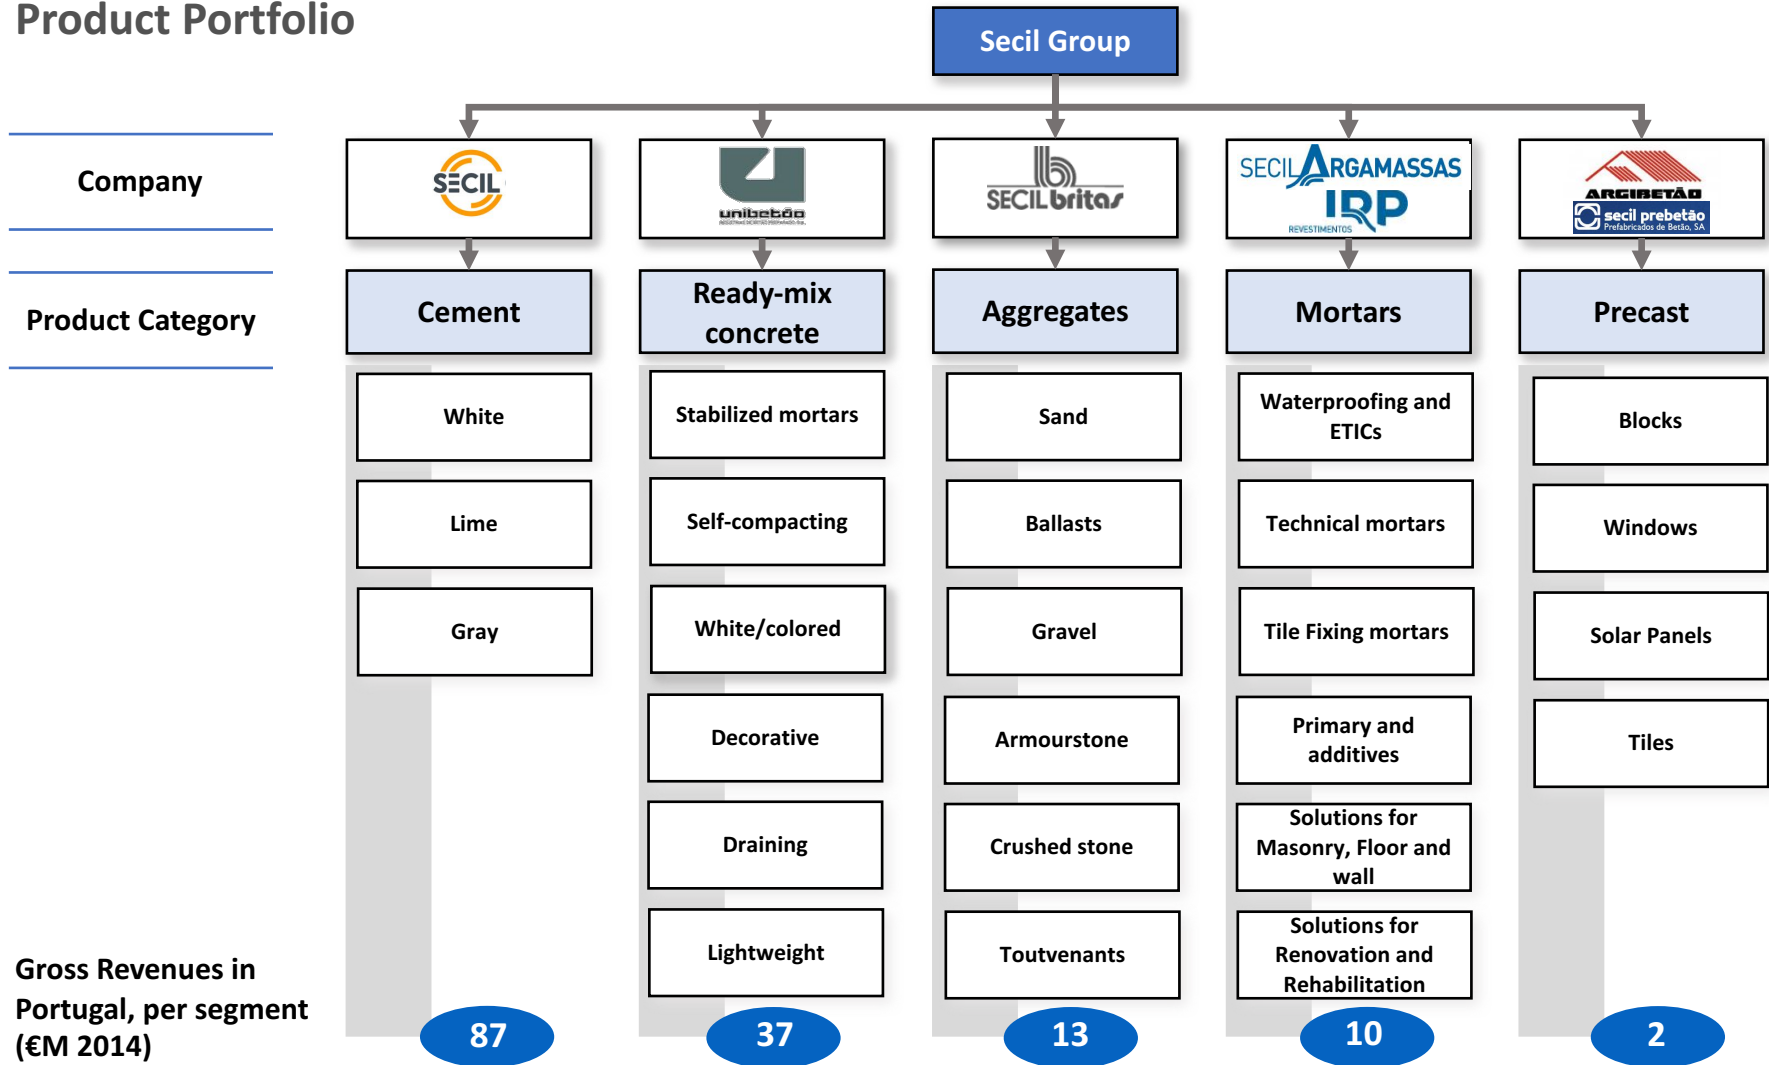 Product Portfolio
Secil Group
Company
SECIL
unibetão
SECIL britas
SECIL ARGAMASSAS
IRP
REVESTIMENTOS
ARGIBETÃO
secil prebetão
Prefabricados de Betão, SA
Product Category
Cement
Ready-mix
concrete
Aggregates
Mortars
Precast
White
Lime
Gray
Stabilized mortars
Self-compacting
White/colored
Decorative
Draining
Lightweight
Sand
Ballasts
Gravel
Armourstone
Crushed stone
Toutvenants
Waterproofing and
ETICs
Technical mortars
Tile Fixing mortars
Primary and
additives
Solutions for
Masonry, Floor and
wall
Solutions for
Renovation and
Rehabilitation
Blocks
Windows
Solar Panels
Tiles
Gross Revenues in
Portugal, per segment
(€M 2014)
87
37
13
10
2